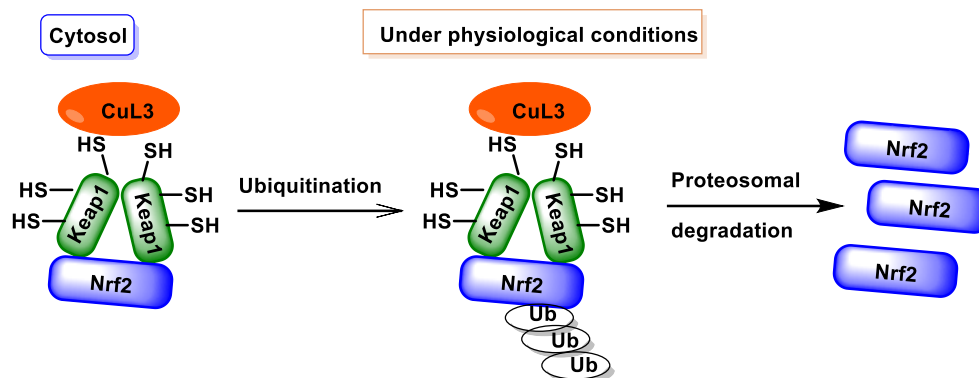 Cytosol
Under physiological conditions
CuL3
HS
SH
HS
SH
HS
SH
Keap1
Keap1
Nrf2
Ubiquitination
CuL3
HS
SH
HS
SH
HS
SH
Keap1
Keap1
Nrf2
Ub
Ub
Ub
Proteosomal
degradation
Nrf2
Nrf2
Nrf2